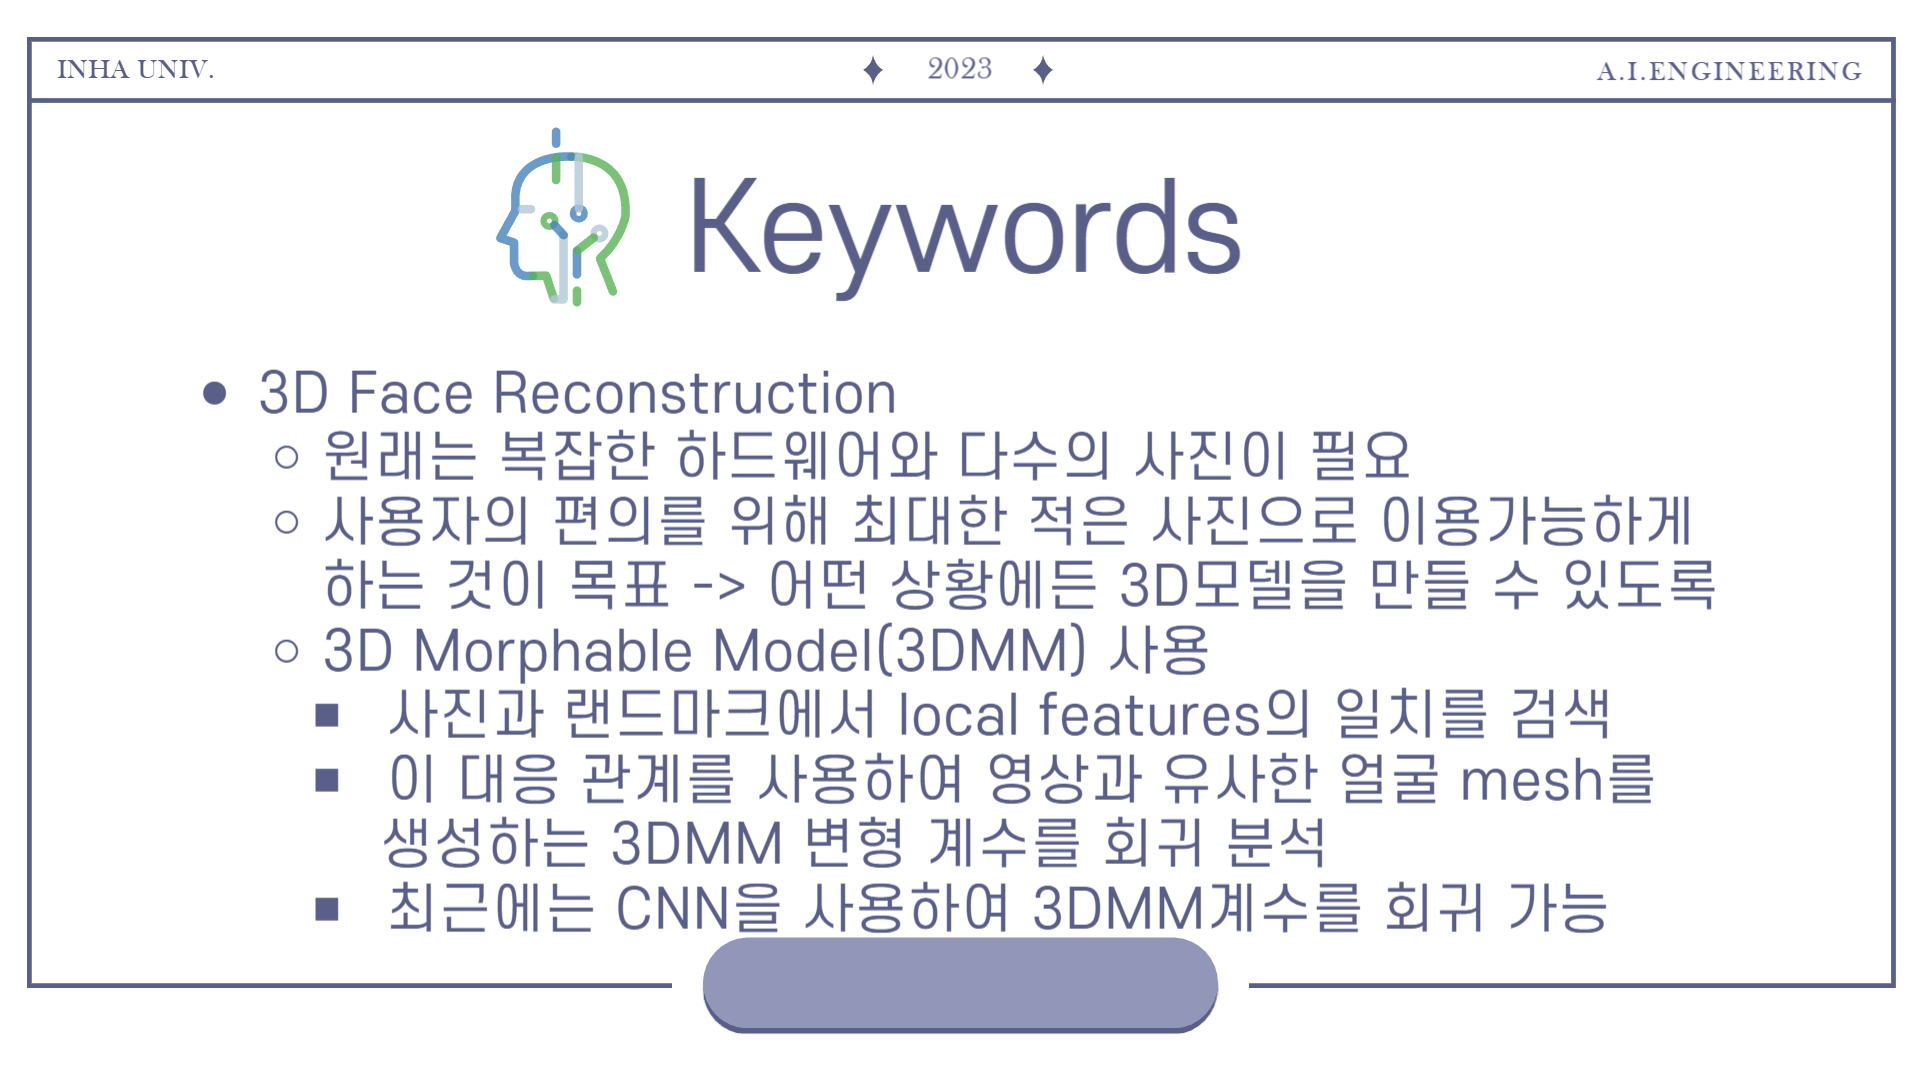 INHA UNIV.
2023
A.I.ENGINEERING
Keywords
3D Face Reconstruction
원래는 복잡한 하드웨어와 다수의 사진이 필요
사용자의 편의를 위해 최대한 적은 사진으로 이용가능하게
하는 것이 목표 -> 어떤 상황에든 3D모델을 만들 수 있도록
3D Morphable Model(3DMM) 사용
사진과 랜드마크에서 local features의 일치를 검색
이 대응 관계를 사용하여 영상과 유사한 얼굴 mesh를
생성하는 3DMM 변형 계수를 회귀 분석
최근에는 CNN을 사용하여 3DMM계수를 회귀 가능